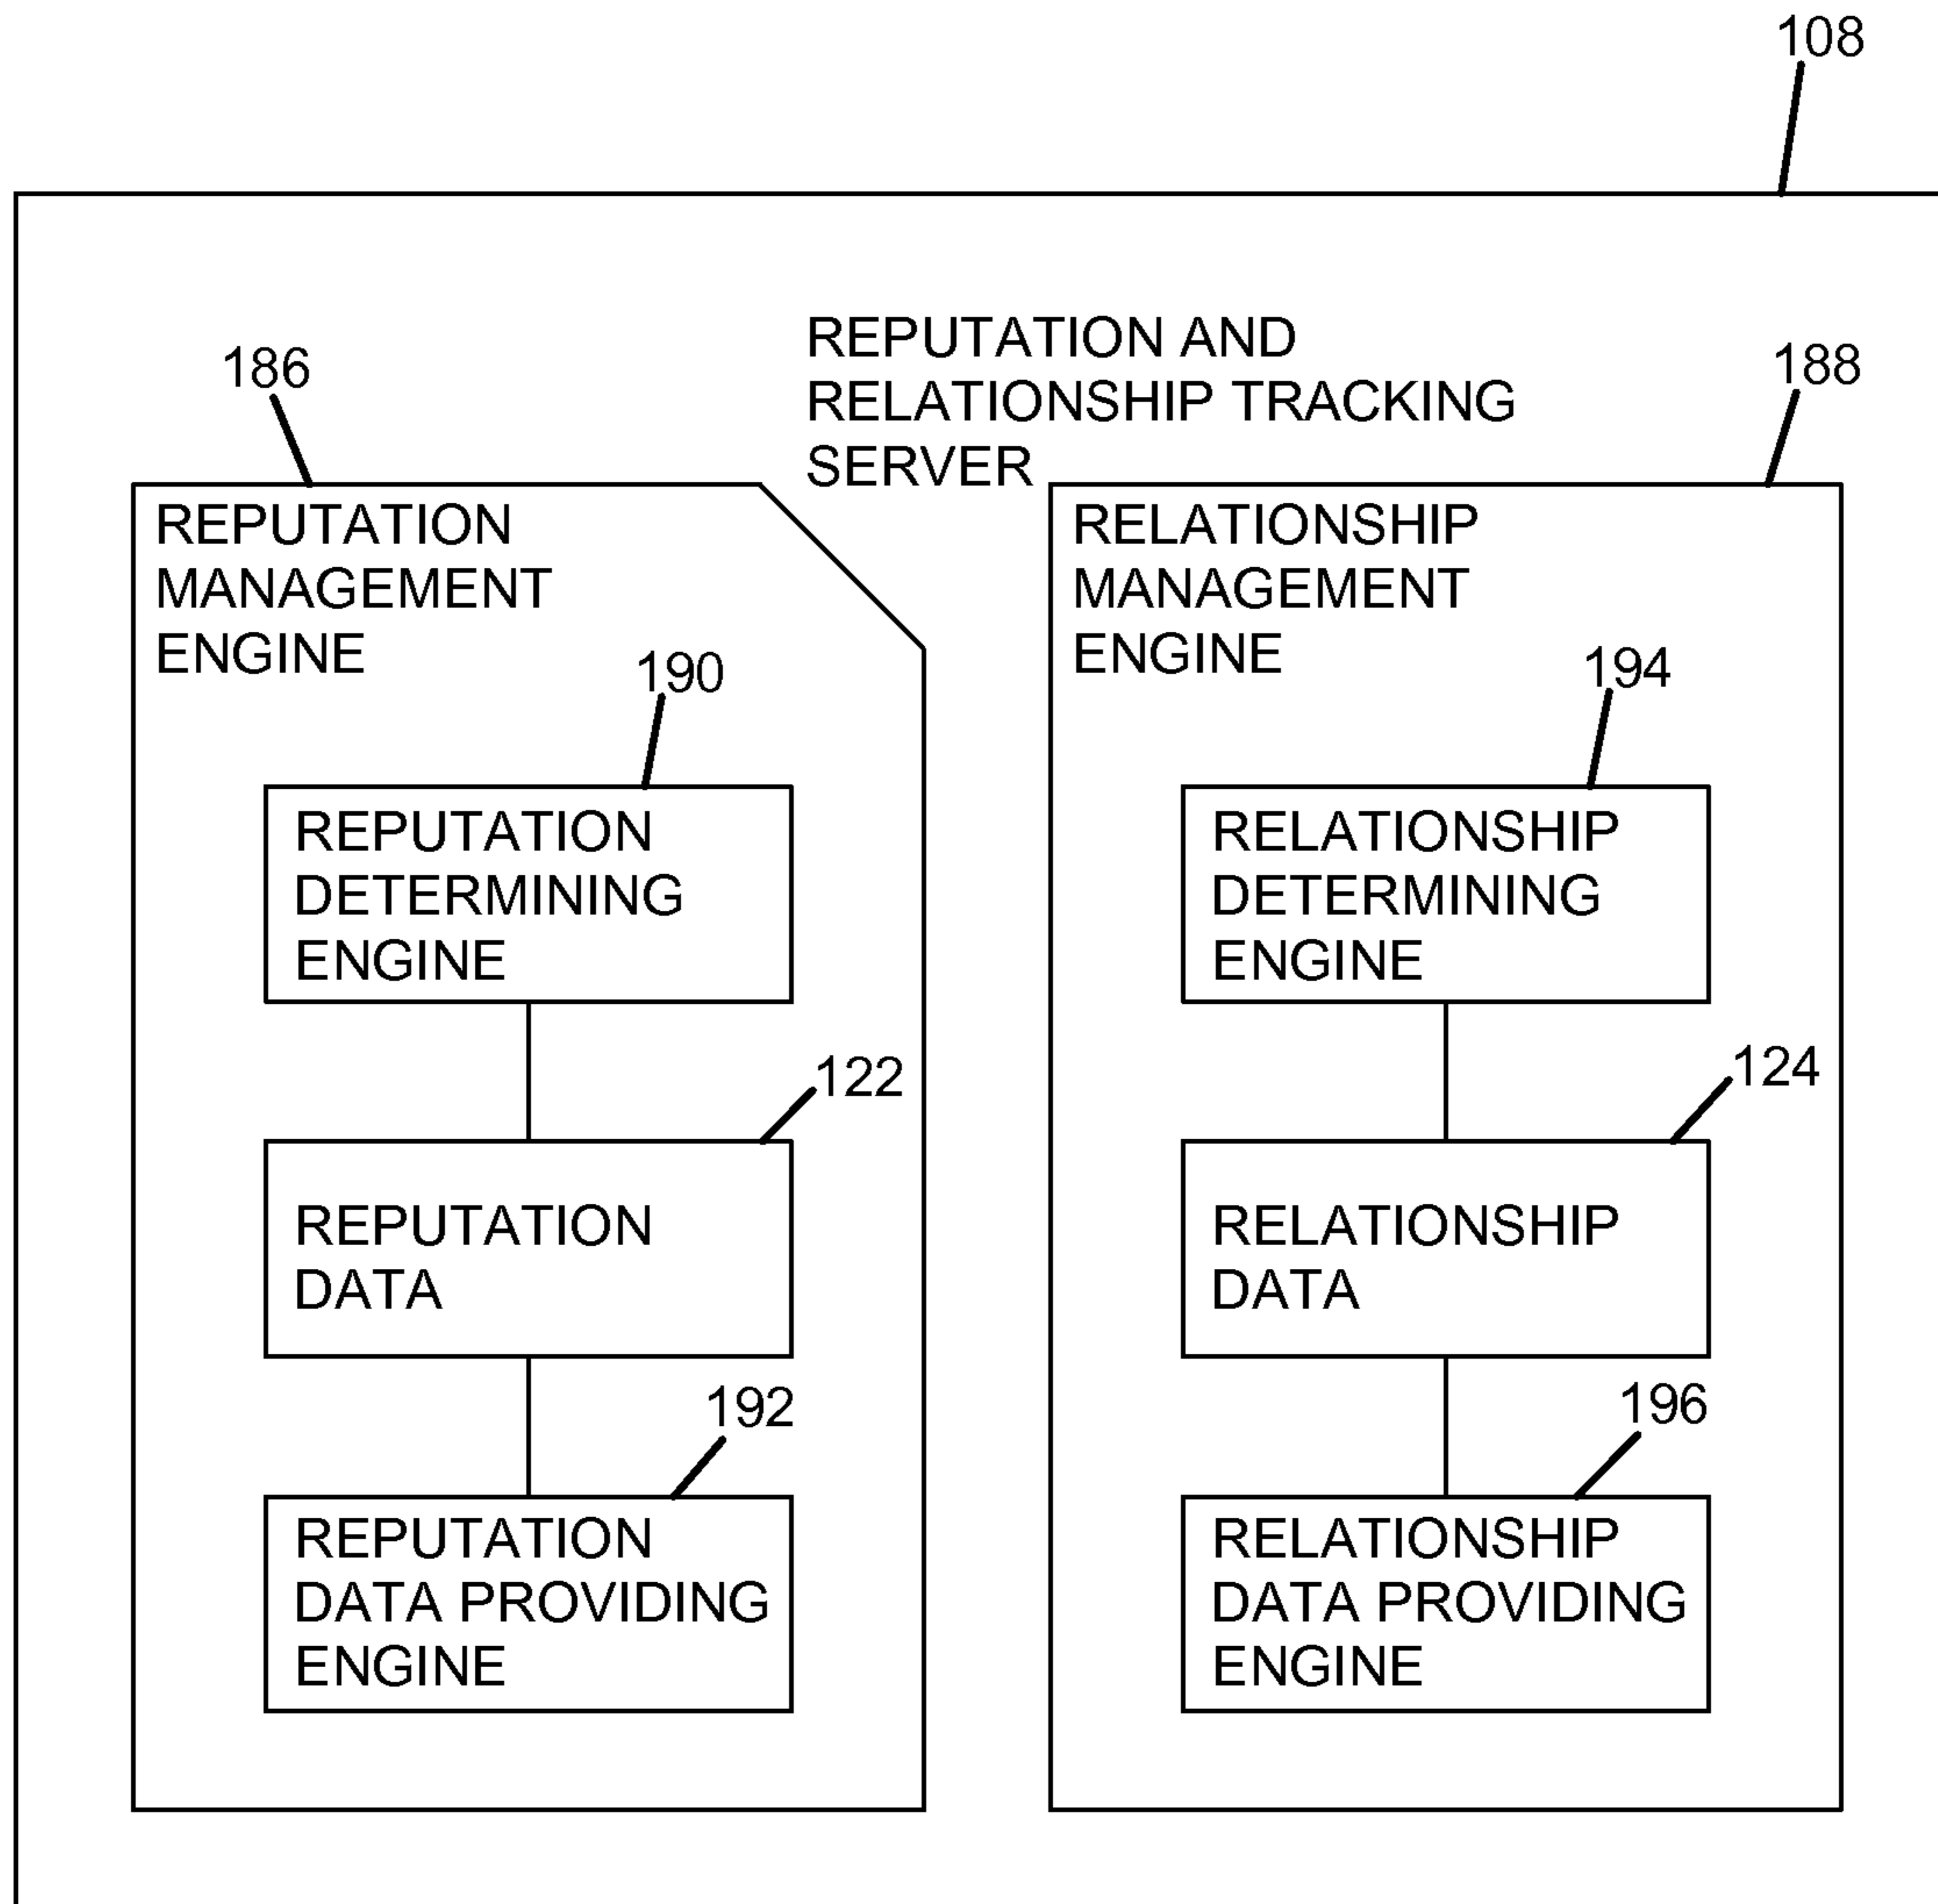 108
REPUTATION AND
RELATIONSHIP TRACKING
SERVER
186
REPUTATION
MANAGEMENT
ENGINE
190
REPUTATION
DETERMINING
ENGINE
122
REPUTATION
DATA
192
REPUTATION
DATA PROVIDING
ENGINE
188
RELATIONSHIP
MANAGEMENT
ENGINE
194
RELATIONSHIP
DETERMINING
ENGINE
124
RELATIONSHIP
DATA
196
RELATIONSHIP
DATA PROVIDING
ENGINE